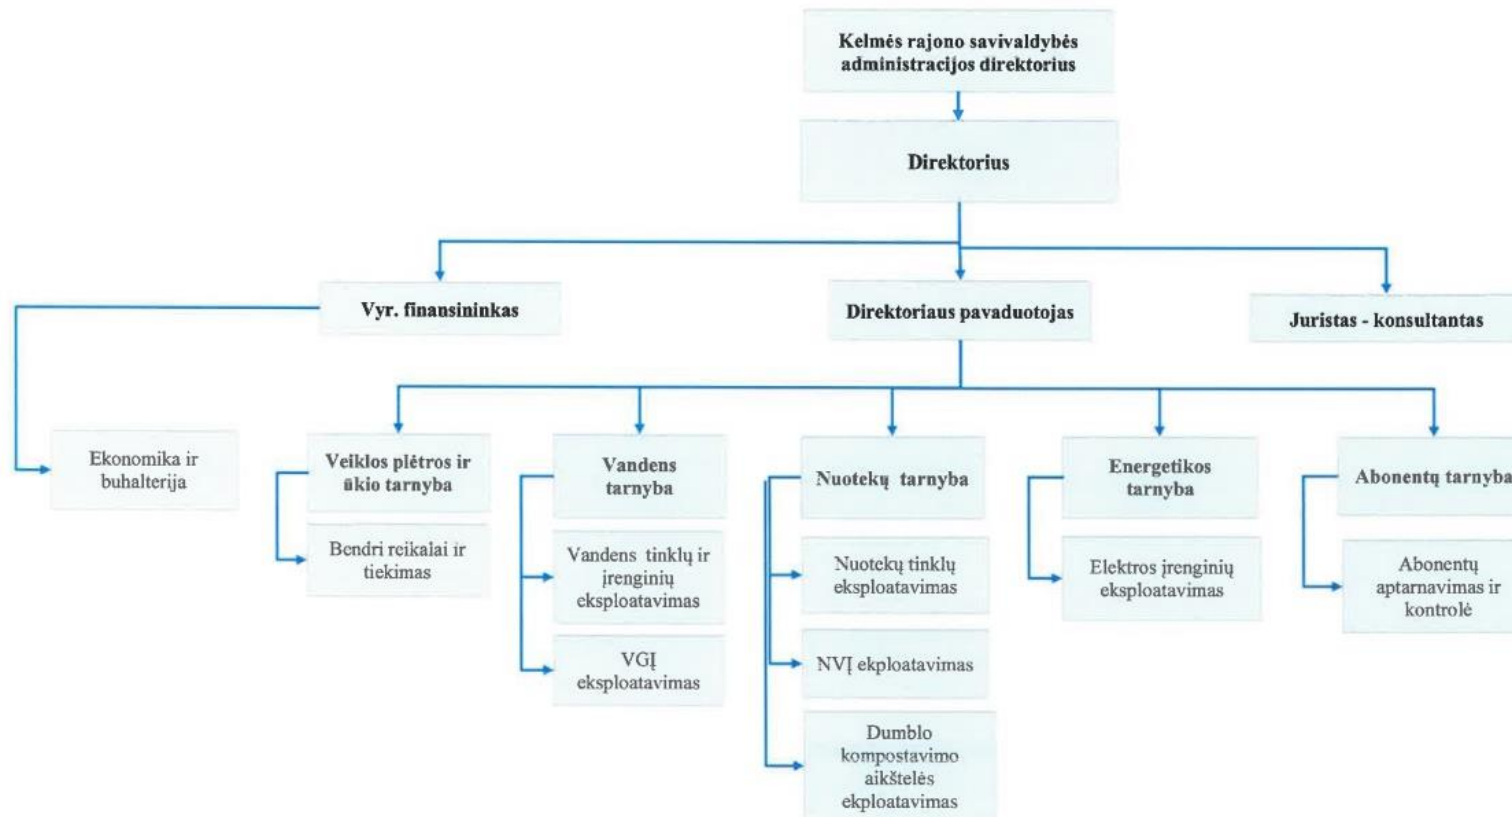 Kelmės rajono savivaldybės
administracijos direktorius
Direktorius
Vyr. finansininkas
Direktoriaus pavaduotojas
Juristas - konsultantas
Ekonomika ir
buhalterija
Veiklos plėtros ir
ūkio tarnyba
Vandens
tarnyba
Nuotekų tarnyba
Energetikos
tarnyba
Abonentų tarnyba
Bendri reikalai ir
tiekimas
Vandens tinklų ir
įrenginių
eksploatavimas
Nuotekų tinklų
eksploatavimas
Elektros įrenginių
eksploatavimas
Abonentų
aptarnavimas ir
kontrolė
VGĮ
eksploatavimas
NVĮ ekploatavimas
Dumblo
kompostavimo
aikštelės
ekploatavimas